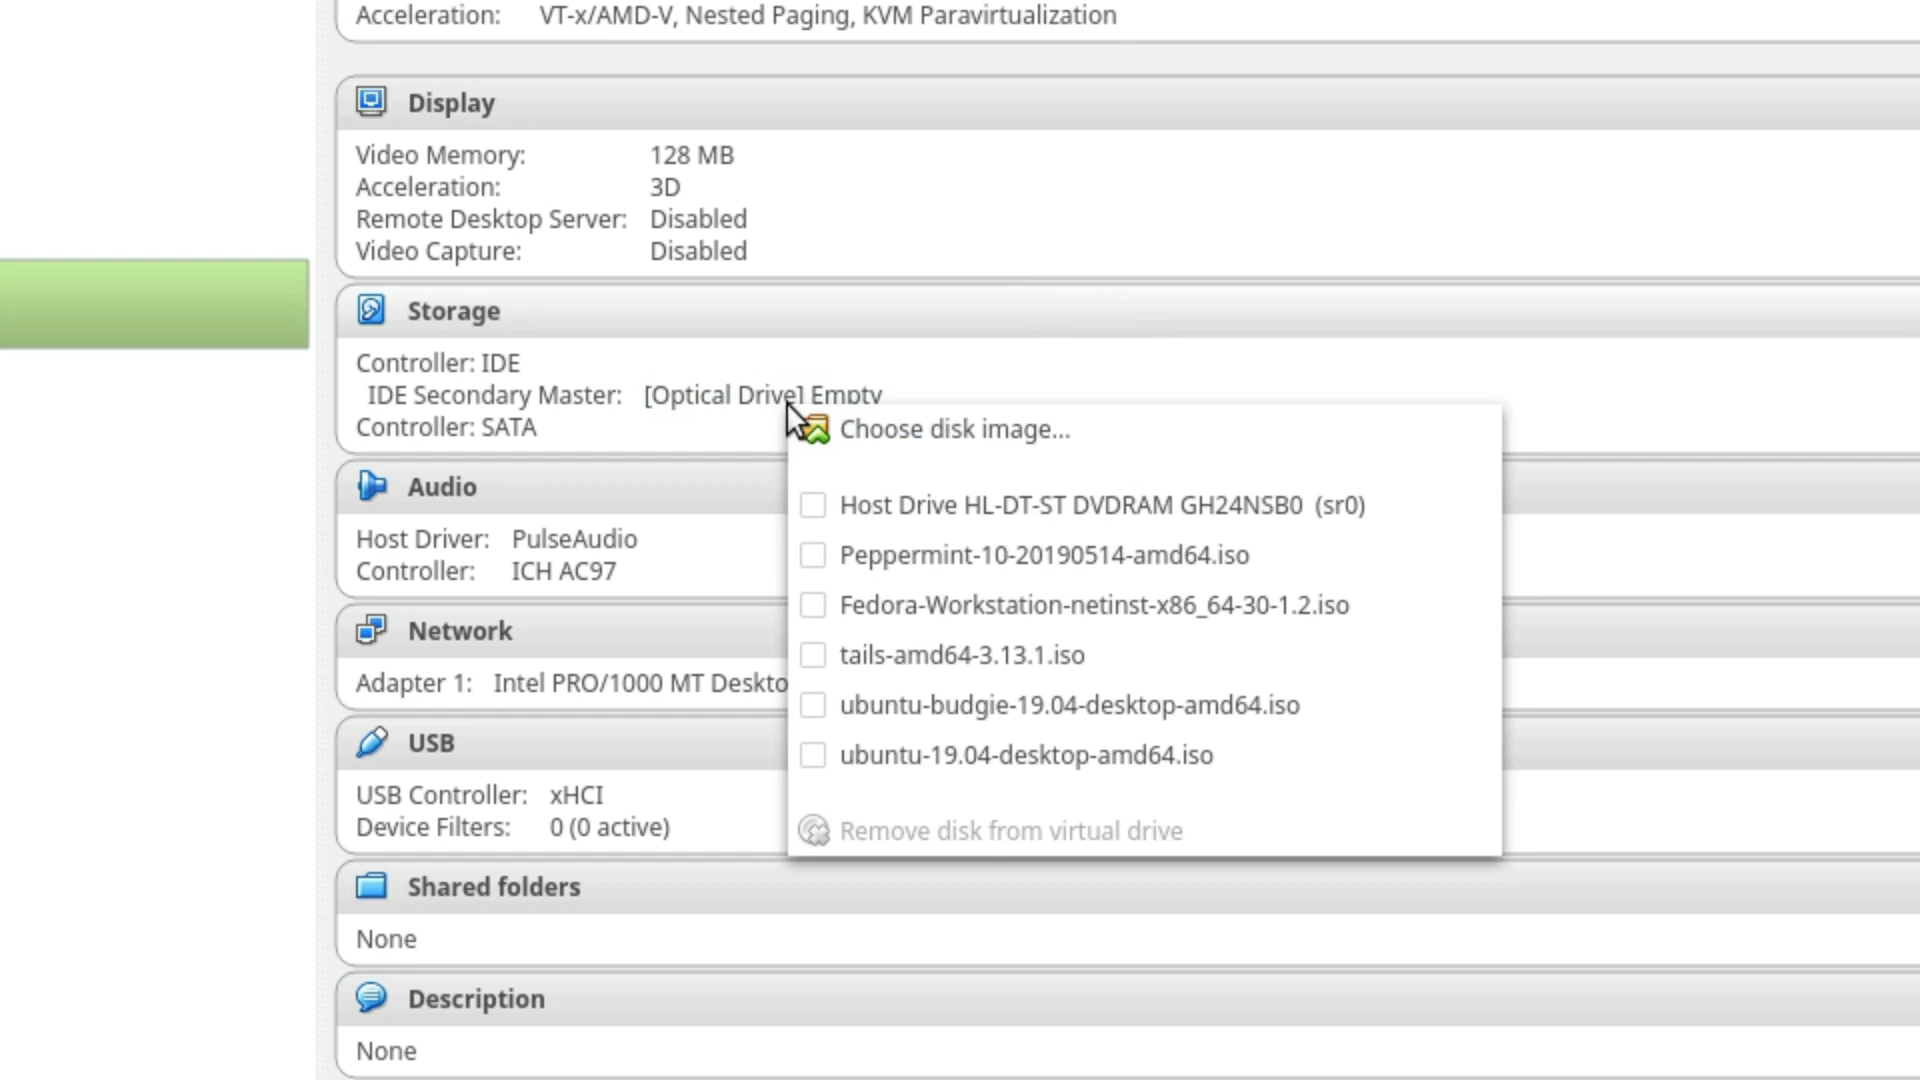 Acceleration: VT-x/AMD-V, Nested Paging, KVM Paravirtualization
Display
Video Memory: 128 MB
Acceleration: 3D
Remote Desktop Server: Disabled
Video Capture: Disabled
Storage
Controller: IDE
IDE Secondary Master: [Optical Drive] Empty
Controller: SATA
Choose disk image...
Host Drive HL-DT-ST DVDRAM GH24NSB0 (sr0)
Peppermint-10-20190514-amd64.iso
Fedora-Workstation-netinst-x86_64-30-1.2.iso
tails-amd64-3.13.1.iso
ubuntu-budgie-19.04-desktop-amd64.iso
ubuntu-19.04-desktop-amd64.iso
Remove disk from virtual drive
Audio
Host Driver: PulseAudio
Controller: ICH AC97
Network
Adapter 1: Intel PRO/1000 MT Deskto
USB
USB Controller: xHCI
Device Filters: 0 (0 active)
Shared folders
None
Description
None